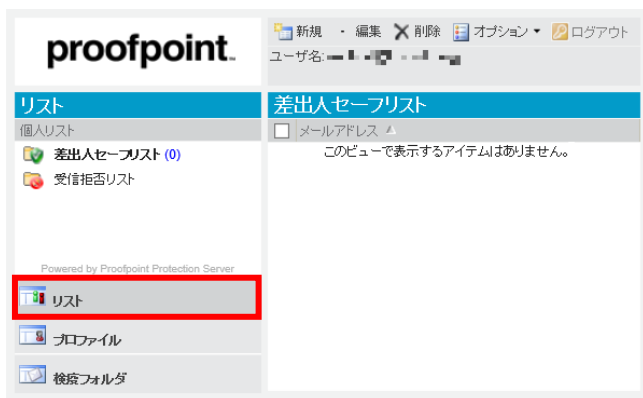 proofpoint.
新規 ・ 編集 削除 オプション ログアウト
ユーザ名:
リスト
個人リスト
差出人セーフリスト (0)
受信拒否リスト
Powered by Proofpoint Protection Server
リスト
プロファイル
検疫フォルダ
差出人セーフリスト
メールアドレス
このビューで表示するアイテムはありません。